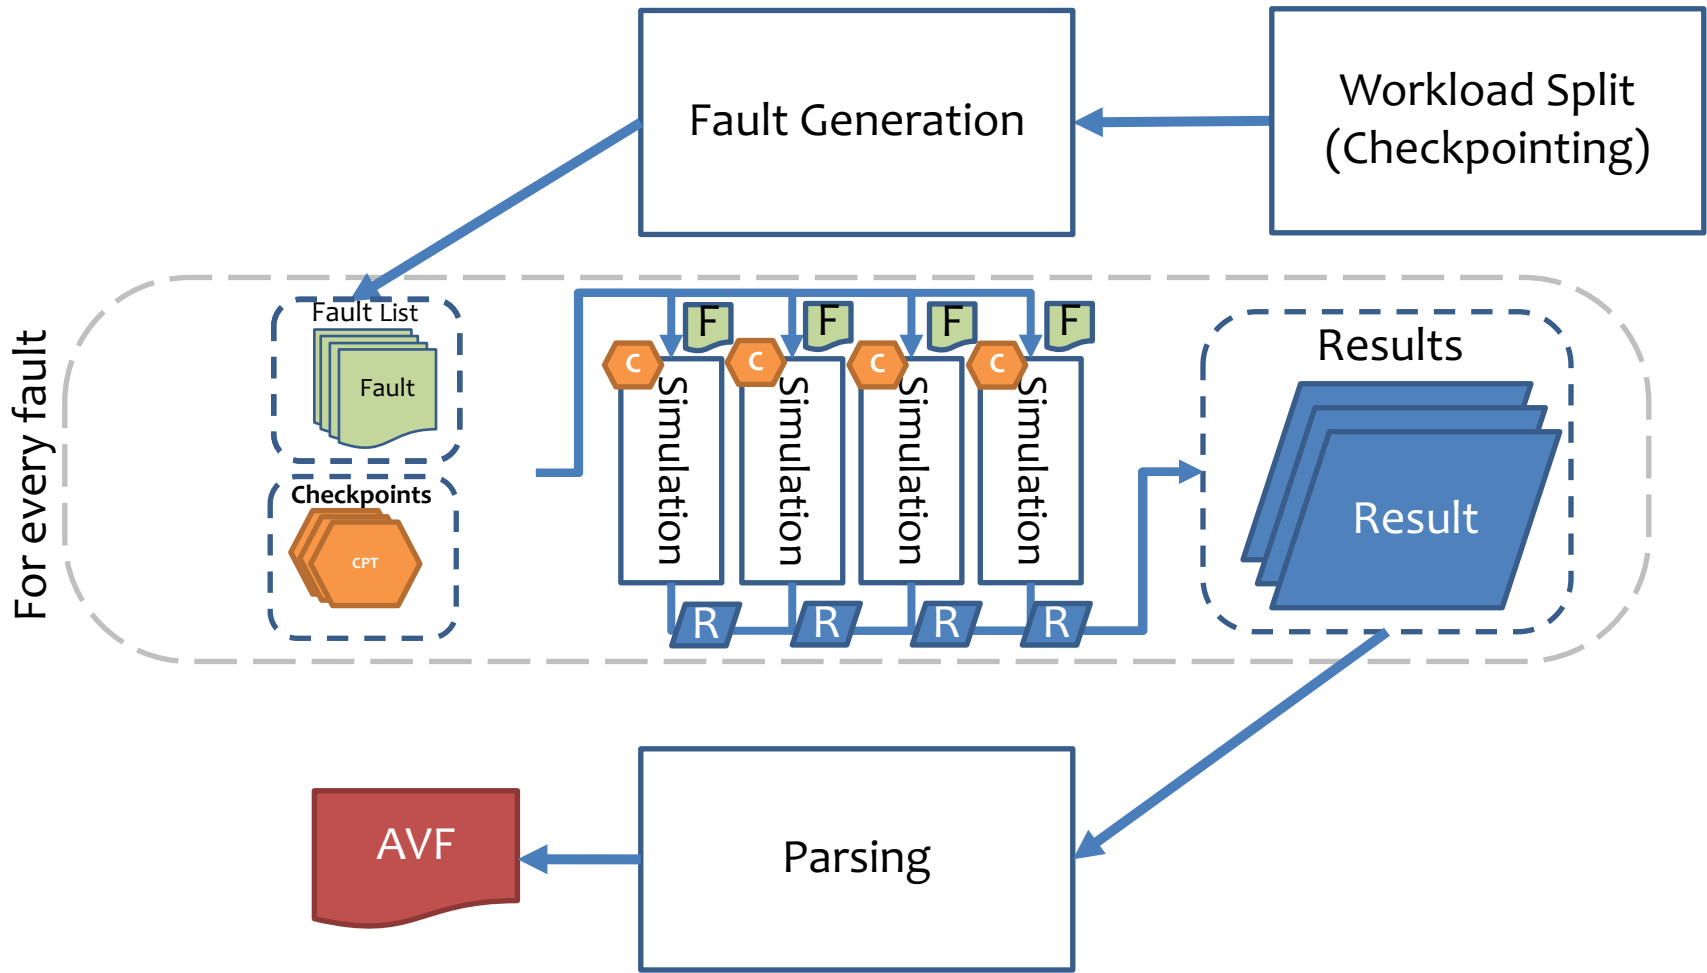 Fault Generation
Workload Split
(Checkpointing)
For every fault
Fault List
Fault
Checkpoints
CPT
F
F
F
F
C
C
C
C
Simulation
Simulation
Simulation
Simulation
R
R
R
R
Results
Result
AVF
Parsing